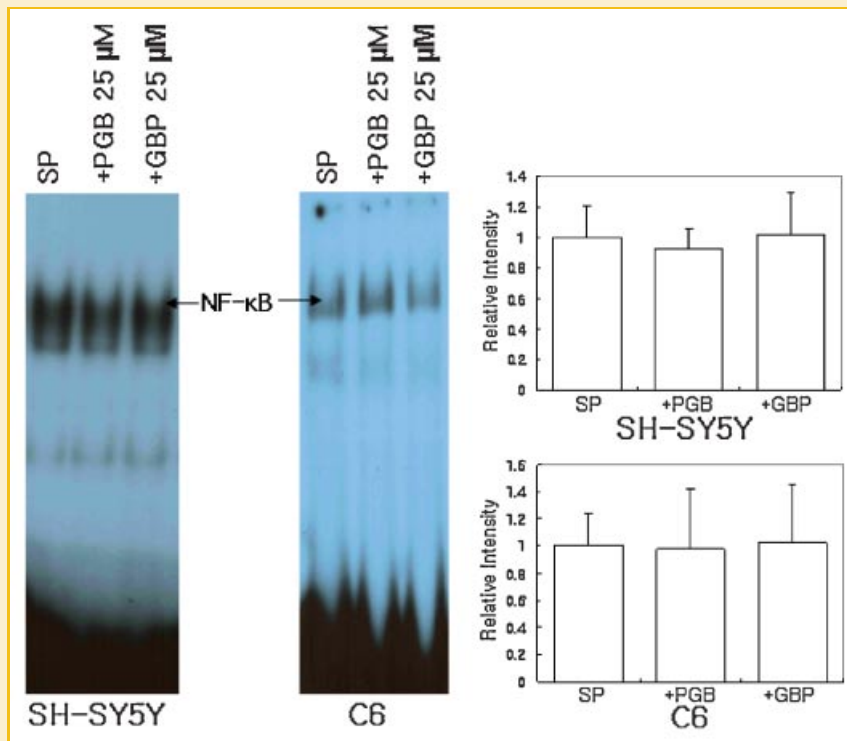 SP
+PGB 25 μM
+GBP 25 μM
SP
+PGB 25 μM
+GBP 25 μM
NF-κB
SH-SY5Y
C6
1.4
1.2
1
0.8
0.6
0.4
0.2
0
Relative Intensity
SP
+PGB
+GBP
SH-SY5Y
1.6
1.4
1.2
1
0.8
0.6
0.4
0.2
0
Relative Intensity
SP
+PGB
+GBP
C6